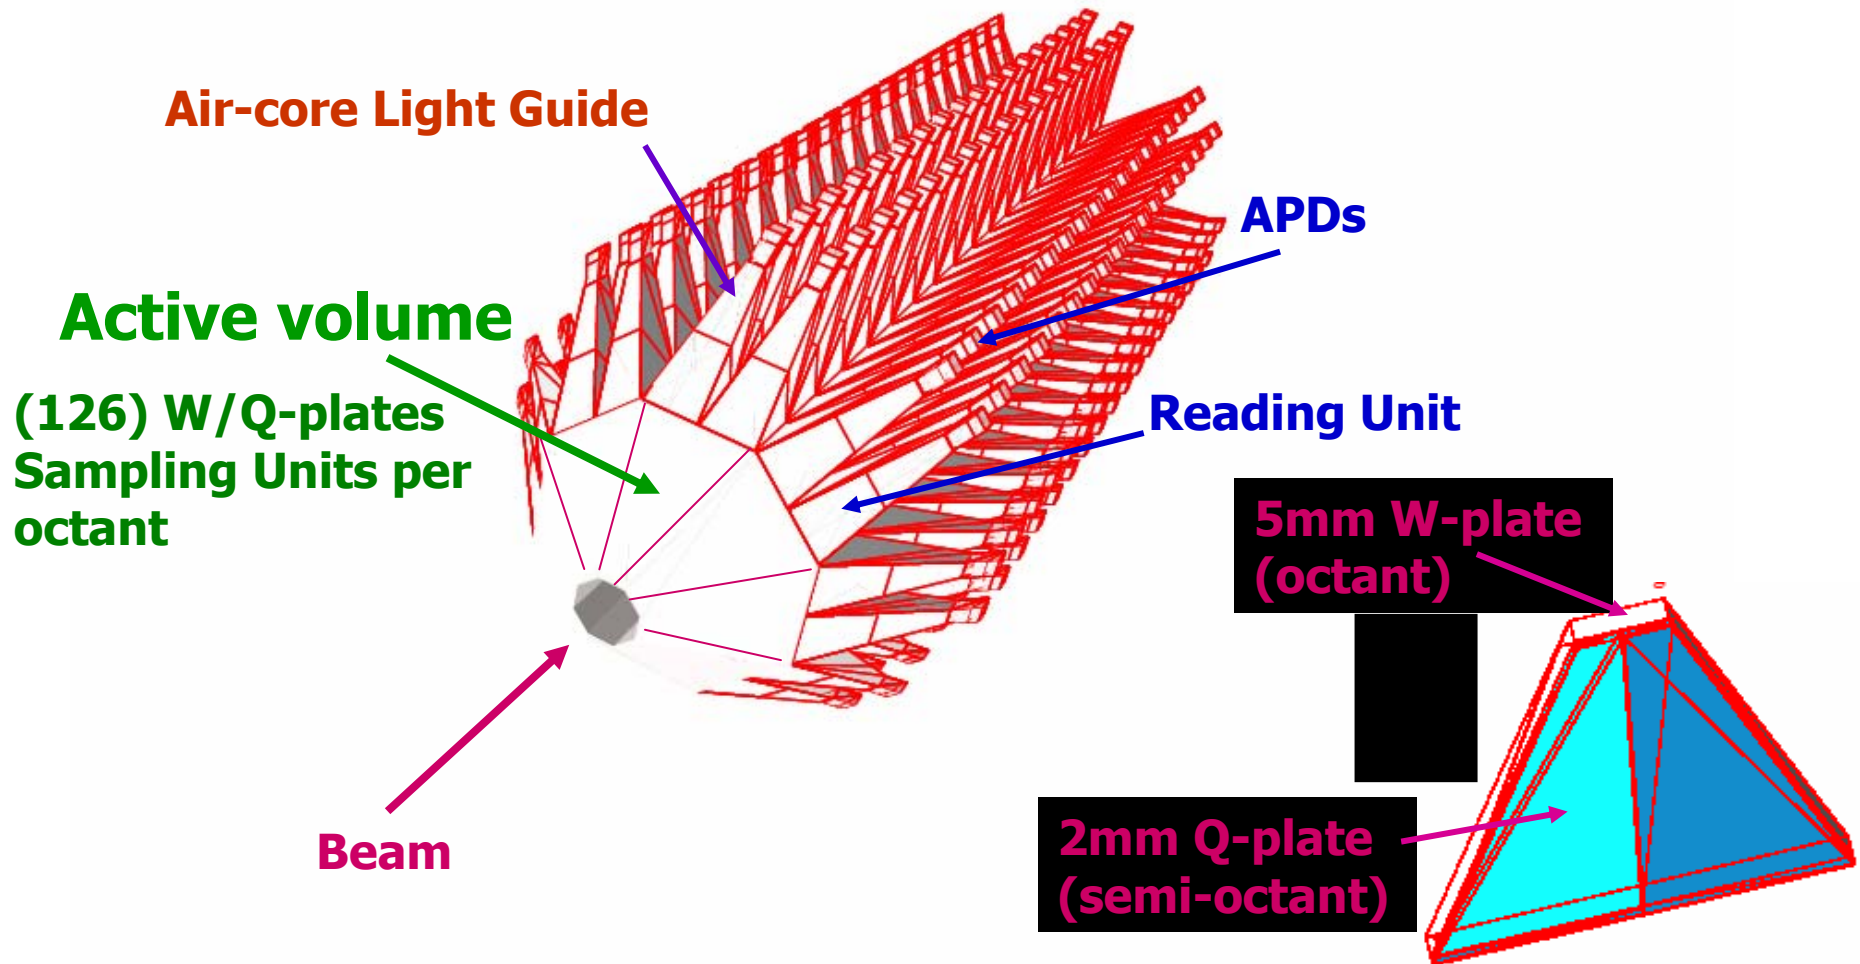 Air-core Light Guide
APDs
Active volume
(126) W/Q-plates
Sampling Units per
octant
Reading Unit
5mm W-plate
(octant)
Beam
2mm Q-plate
(semi-octant)